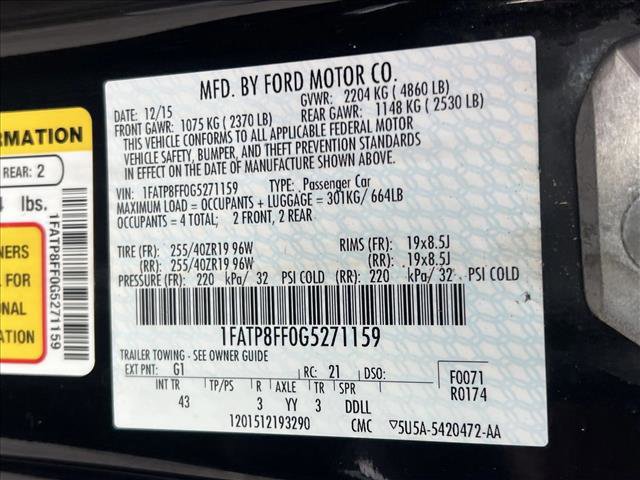 ORMATION
REAR: 2
lbs.
NERS
L FOR
ONAL
ON
1FATP8FF0G5271159
MFD. BY FORD MOTOR CO.
DATE: 12/15 GVWR: 2204 KG ( 4860 LB)
FRONT GAWR: 1075 KG ( 2370 LB) REAR GAWR: 1148 KG ( 2530 LB)
THIS VEHICLE CONFORMS TO ALL APPLICABLE FEDERAL MOTOR
VEHICLE SAFETY, BUMPER, AND THEFT PREVENTION STANDARDS
IN EFFECT ON THE DATE OF MANUFACTURE SHOWN ABOVE.
VIN: 1FATP8FF0G5271159 TYPE: Passenger Car
MAXIMUM LOAD = OCCUPANTS + LUGGAGE = 301KG/ 664LB
OCCUPANTS = 4 TOTAL; 2 FRONT, 2 REAR
TIRE (FR): 255/40ZR19 96W RIMS (FR): 19x8.5J
(RR): 255/40ZR19 96W (RR): 19x8.5J
PRESSURE (FR): 220 kPa/ 32 PSI COLD (RR): 220 kPa/ 32 PSI COLD
1FATP8FF0G5271159
TRAILER TOWING - SEE OWNER GUIDE
EXT PNT: G1 RC: 21 DSO: F0071
INT TR TP/PS R AXLE TR SPR R0174
43 3 YY 3 DDLL
1201512193290 CMC ▽5U5A-5420472-AA